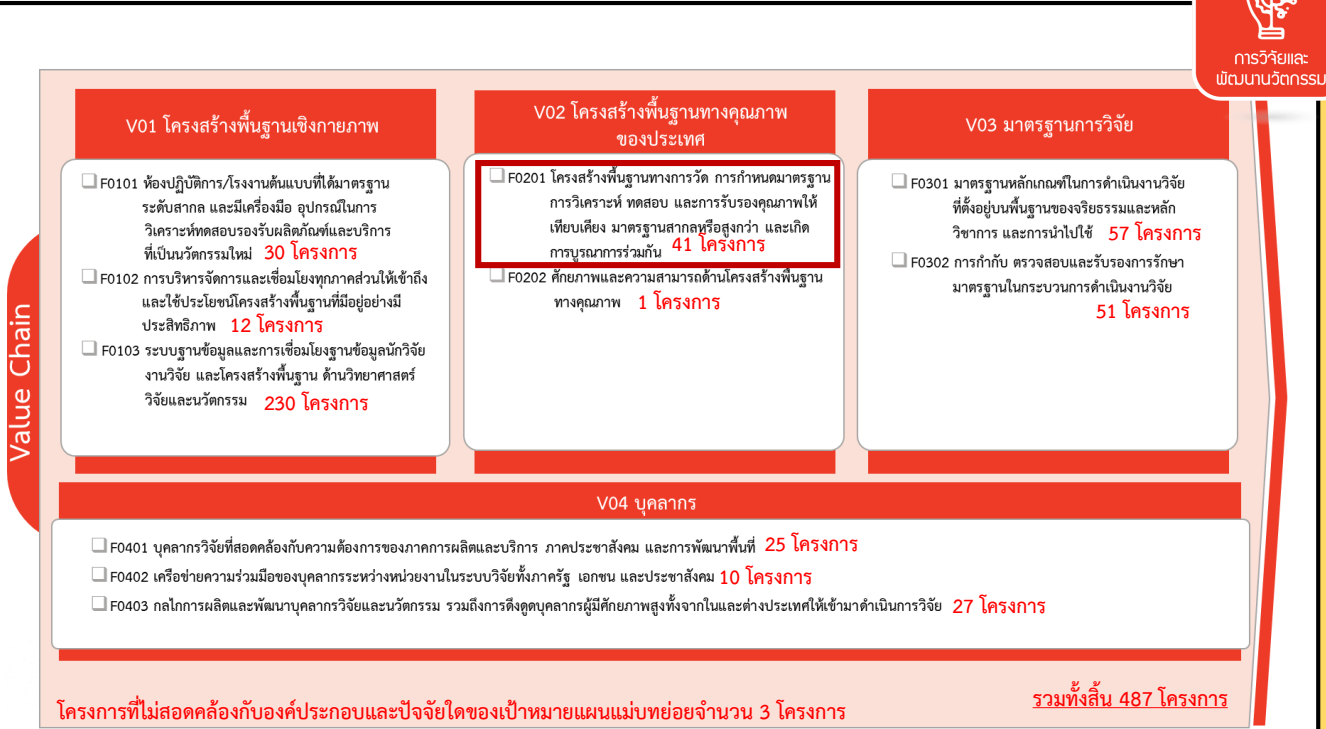 การวิจัยและ
พัฒนานวัตกรรม
Value Chain
V01 โครงสร้างพื้นฐานเชิงกายภาพ
F0101 ห้องปฏิบัติการ/โรงงานต้นแบบที่ได้มาตรฐาน
ระดับสากล และมีเครื่องมือ อุปกรณ์ในการ
วิเคราะห์ทดสอบรองรับผลิตภัณฑ์และบริการ
ที่เป็นนวัตกรรมใหม่ 30 โครงการ
F0102 การบริหารจัดการและเชื่อมโยงทุกภาคส่วนให้เข้าถึง
และใช้ประโยชน์โครงสร้างพื้นฐานที่มีอยู่อย่างมี
ประสิทธิภาพ 12 โครงการ
F0103 ระบบฐานข้อมูลและการเชื่อมโยงฐานข้อมูลนักวิจัย
งานวิจัย และโครงสร้างพื้นฐาน ด้านวิทยาศาสตร์
วิจัยและนวัตกรรม 230 โครงการ
V02 โครงสร้างพื้นฐานทางคุณภาพ
ของประเทศ
F0201 โครงสร้างพื้นฐานทางการวัด การกำหนดมาตรฐาน
การวิเคราะห์ ทดสอบ และการรับรองคุณภาพให้
เทียบเคียง มาตรฐานสากลหรือสูงกว่า และเกิด
การบูรณาการร่วมกัน 41 โครงการ
F0202 ศักยภาพและความสามารถด้านโครงสร้างพื้นฐาน
ทางคุณภาพ 1 โครงการ
V03 มาตรฐานการวิจัย
F0301 มาตรฐานหลักเกณฑ์ในการดำเนินงานวิจัย
ที่ตั้งอยู่บนพื้นฐานของจริยธรรมและหลัก
วิชาการ และการนำไปใช้ 57 โครงการ
F0302 การกำกับ ตรวจสอบและรับรองการรักษา
มาตรฐานในกระบวนการดำเนินงานวิจัย
51 โครงการ
V04 บุคลากร
F0401 บุคลากรวิจัยที่สอดคล้องกับความต้องการของภาคการผลิตและบริการ ภาคประชาสังคม และการพัฒนาพื้นที่ 25 โครงการ
F0402 เครือข่ายความร่วมมือของบุคลากรระหว่างหน่วยงานในระบบวิจัยทั้งภาครัฐ เอกชน และประชาสังคม 10 โครงการ
F0403 กลไกการผลิตและพัฒนาบุคลากรวิจัยและนวัตกรรม รวมถึงการดึงดูดบุคลากรผู้มีศักยภาพสูงทั้งจากในและต่างประเทศให้เข้ามาดำเนินการวิจัย 27 โครงการ
รวมทั้งสิ้น 487 โครงการ
โครงการที่ไม่สอดคล้องกับองค์ประกอบและปัจจัยใดของเป้าหมายแผนแม่บทย่อยจำนวน 3 โครงการ